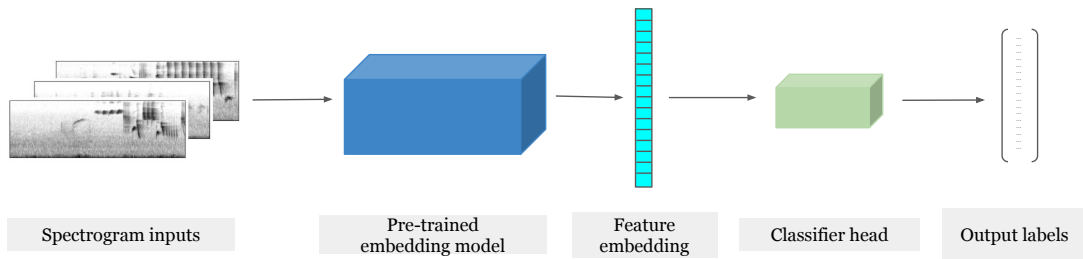 Spectrogram inputs
Pre-trained
embedding model
Feature
embedding
Classifier head
Output labels